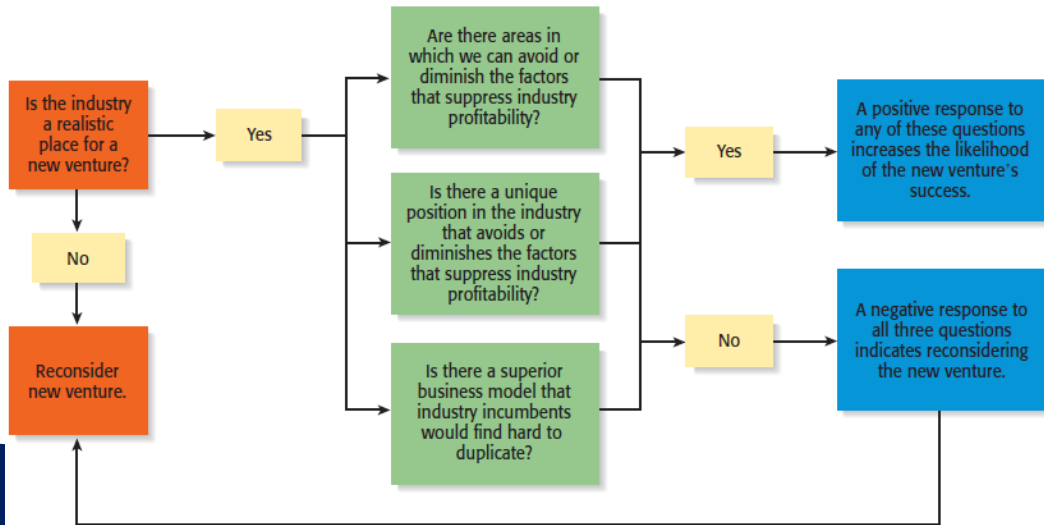 Is the industry
a realistic
place for a
new venture?
Yes
No
Reconsider
new venture.
Are there areas in
which we can avoid or
diminish the factors
that suppress industry
profitability?
Is there a unique
position in the industry
that avoids or
diminishes the factors
that suppress industry
profitability?
Is there a superior
business model that
industry incumbents
would find hard to
duplicate?
Yes
A positive response to
any of these questions
increases the likelihood
of the new venture's
success.
No
A negative response to
all three questions
indicates reconsidering
the new venture.